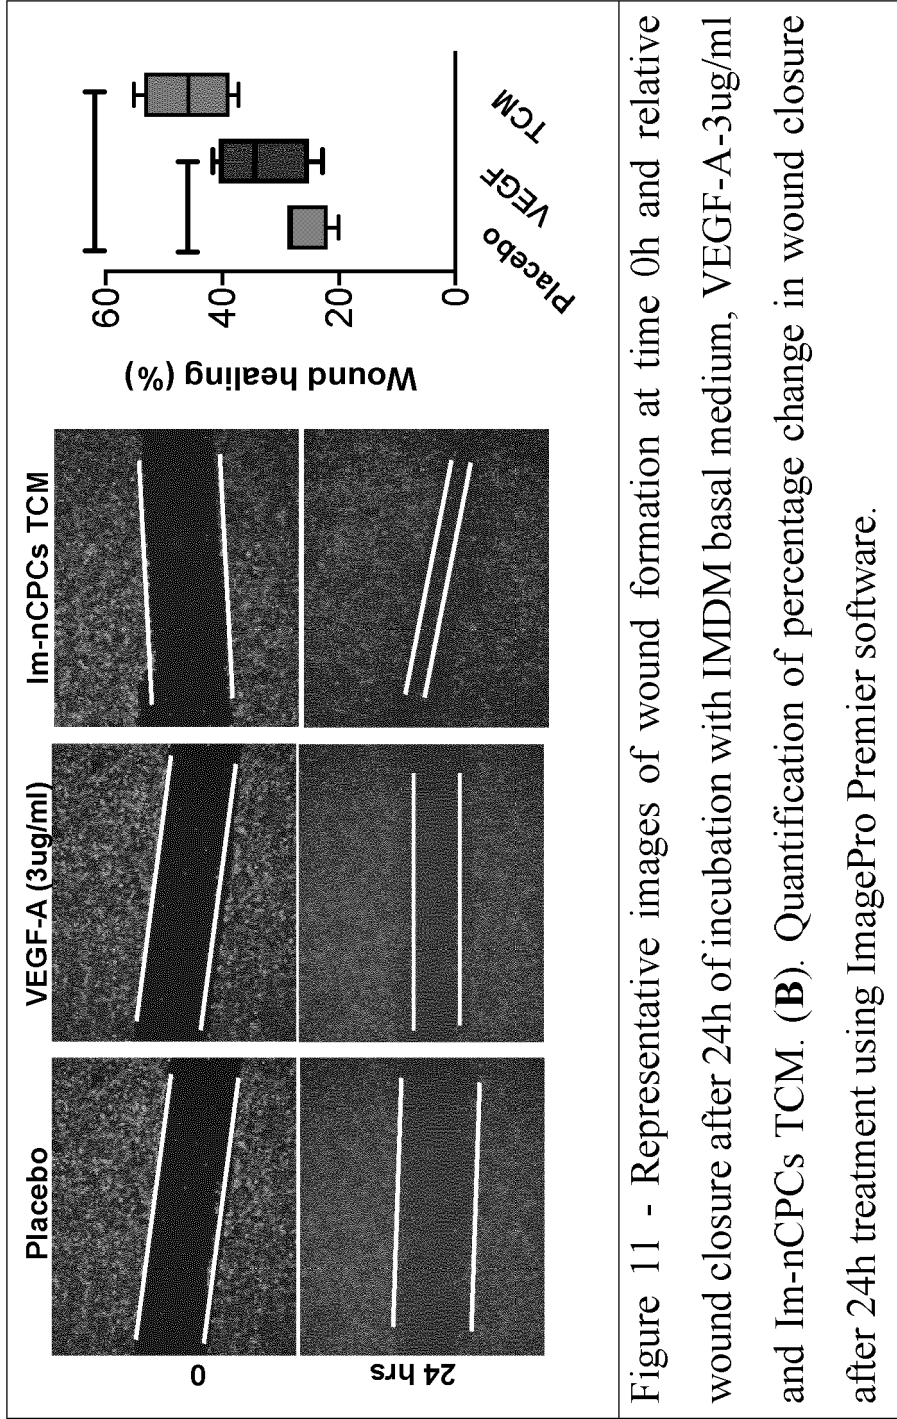 Placebo
VEGF-A (3ug/ml)
Im-nCPCs TCM
0
24 hrs
Wound healing (%)
60
40
20
0
Placebo
VEGF
TCM
Figure 11 - Representative images of wound formation at time 0h and relative
wound closure after 24h of incubation with IMDM basal medium, VEGF-A-3ug/ml
and Im-nCPCs TCM. (B). Quantification of percentage change in wound closure
after 24h treatment using ImagePro Premier software.